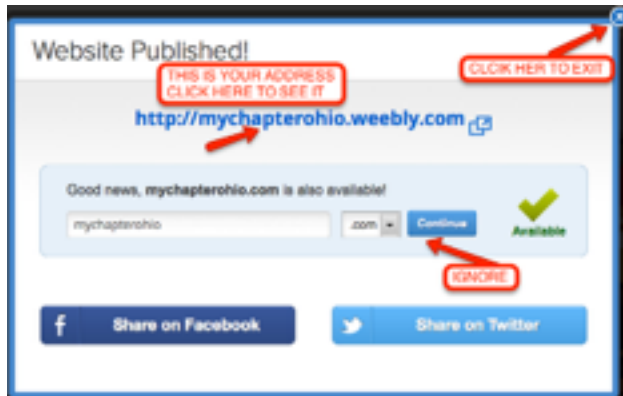 Website Published!
THIS IS YOUR ADDRESS
CLICK HERE TO SEE IT
CLCIK HER TO EXIT
http://mychapterohio.weebly.com
Good news, mychapterohio.com is also available!
mychapterohio
.com
Continue
Available
IGNORE
f Share on Facebook
Share on Twitter